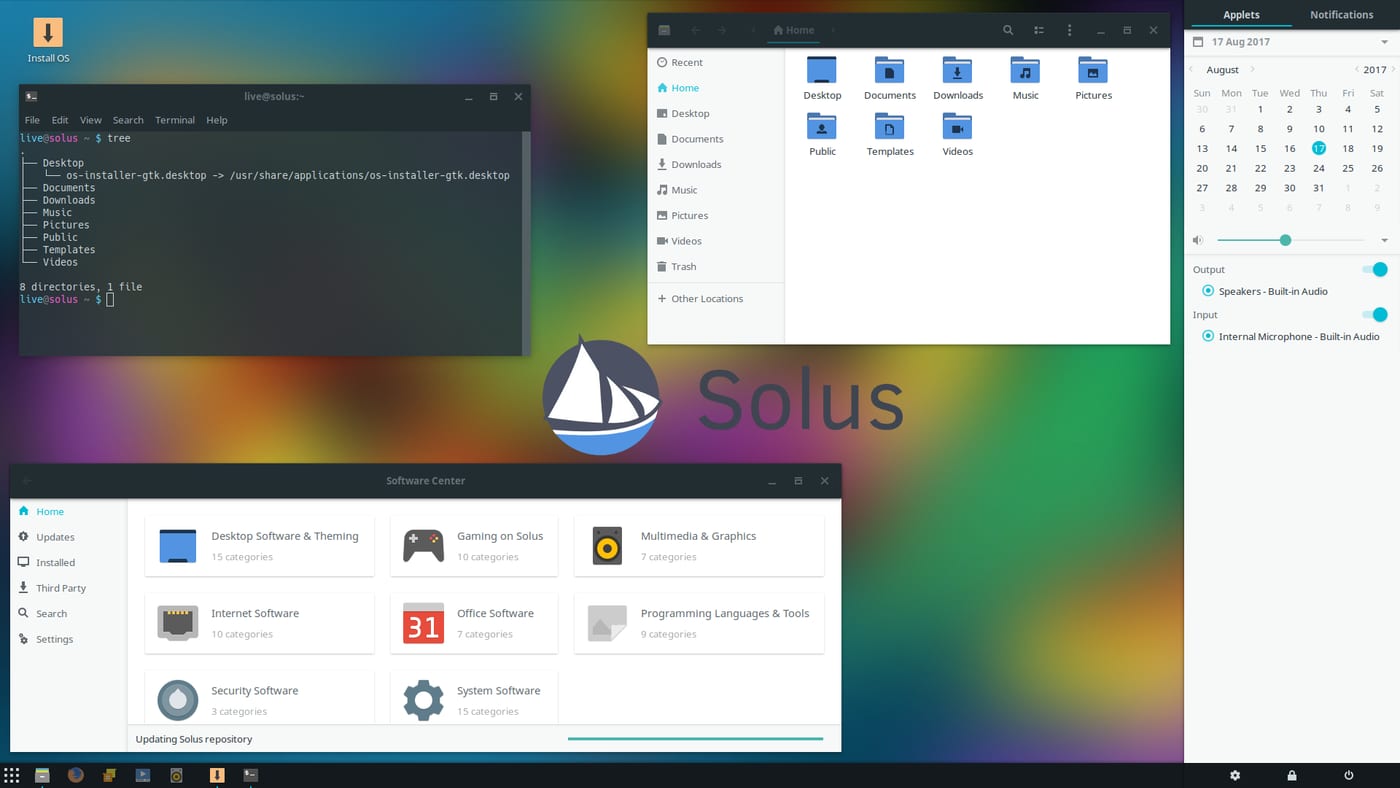 Install OS
live@solus:~
File Edit View Search Terminal Help
live@solus ~ $ tree
.
├── Desktop
│   └── os-installer-gtk.desktop -> /usr/share/applications/os-installer-gtk.desktop
├── Documents
├── Downloads
├── Music
├── Pictures
├── Public
├── Templates
└── Videos
8 directories, 1 file
live@solus ~ $
Home
Recent
Home
Desktop
Documents
Downloads
Music
Pictures
Videos
Trash
+ Other Locations
Desktop Documents Downloads Music Pictures
Public Templates Videos
Solus
Software Center
Home
Updates
Installed
Third Party
Search
Settings
Desktop Software & Theming
15 categories
Gaming on Solus
10 categories
Multimedia & Graphics
7 categories
Internet Software
10 categories
31
Office Software
7 categories
Programming Languages & Tools
9 categories
Security Software
3 categories
System Software
15 categories
Updating Solus repository
Applets Notifications
17 Aug 2017
August 2017
Sun Mon Tue Wed Thu Fri Sat
30 31 1 2 3 4 5
6 7 8 9 10 11 12
13 14 15 16 17 18 19
20 21 22 23 24 25 26
27 28 29 30 31 1 2
3 4 5 6 7 8 9
Output
Speakers - Built-in Audio
Input
Internal Microphone - Built-in Audio